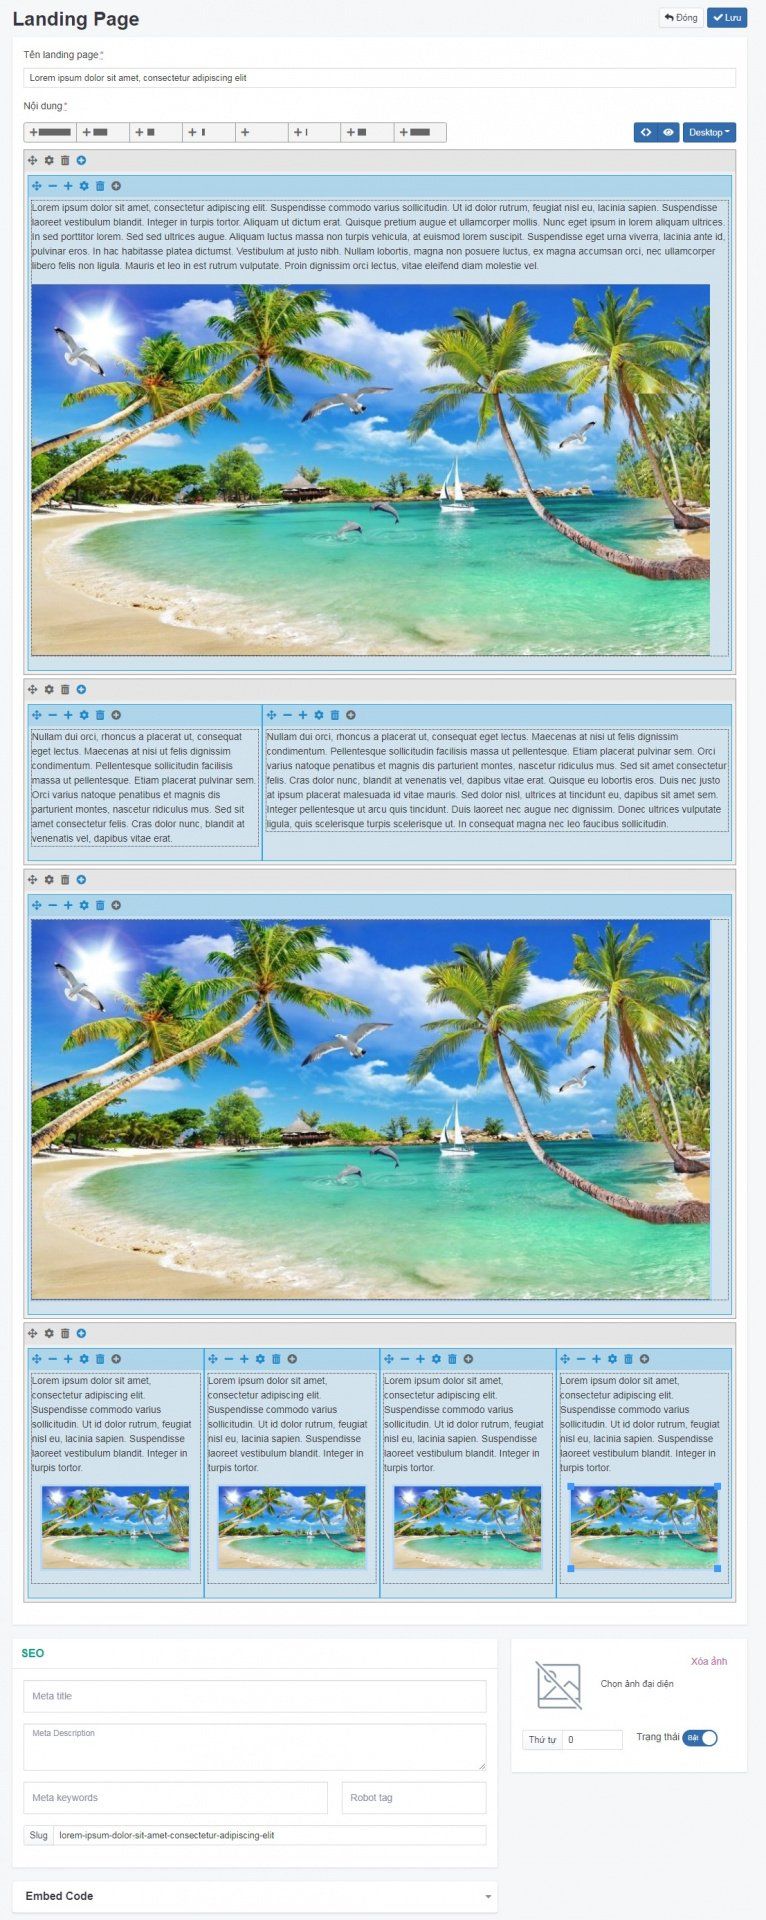 Landing Page
Đóng
Lưu
Tên landing page*
Lorem ipsum dolor sit amet, consectetur adipiscing elit
Nội dung*
Desktop
Lorem ipsum dolor sit amet, consectetur adipiscing elit. Suspendisse commodo varius sollicitudin. Ut id dolor rutrum, feugiat nisl eu, lacinia sapien. Suspendisse
laoreet vestibulum blandit. Integer in turpis tortor. Aliquam ut dictum erat. Quisque pretium augue et ullamcorper mollis. Nunc eget ipsum in lorem aliquam ultrices.
In sed porttitor lorem. Sed sed ultrices augue. Aliquam luctus massa non turpis vehicula, at euismod lorem suscipit. Suspendisse eget urna viverra, lacinia ante id,
pulvinar eros. In hac habitasse platea dictumst. Vestibulum at justo nibh. Nullam lobortis, magna non posuere luctus, ex magna accumsan orci, nec ullamcorper
libero felis non ligula. Mauris et leo in est rutrum vulputate. Proin dignissim orci lectus, vitae eleifend diam molestie vel.
Nullam dui orci, rhoncus a placerat ut, consequat
eget lectus. Maecenas at nisi ut felis dignissim
condimentum. Pellentesque sollicitudin facilisis
massa ut pellentesque. Etiam placerat pulvinar sem.
Orci varius natoque penatibus et magnis dis
parturient montes, nascetur ridiculus mus. Sed sit
amet consectetur felis. Cras dolor nunc, blandit at
venenatis vel, dapibus vitae erat.
Nullam dui orci, rhoncus a placerat ut, consequat eget lectus. Maecenas at nisi ut felis dignissim
condimentum. Pellentesque sollicitudin facilisis massa ut pellentesque. Etiam placerat pulvinar sem. Orci
varius natoque penatibus et magnis dis parturient montes, nascetur ridiculus mus. Sed sit amet consectetur
felis. Cras dolor nunc, blandit at venenatis vel, dapibus vitae erat. Quisque eu lobortis eros. Duis nec justo
at ipsum placerat malesuada id vitae mauris. Sed dolor nisl, ultrices at tincidunt eu, dapibus sit amet sem.
Integer pellentesque ut arcu quis tincidunt. Duis laoreet nec augue nec dignissim. Donec ultrices vulputate
ligula, quis scelerisque turpis scelerisque ut. In consequat magna nec leo faucibus sollicitudin.
Lorem ipsum dolor sit amet,
consectetur adipiscing elit.
Suspendisse commodo varius
sollicitudin. Ut id dolor rutrum, feugiat
nisl eu, lacinia sapien. Suspendisse
laoreet vestibulum blandit. Integer in
turpis tortor.
Lorem ipsum dolor sit amet,
consectetur adipiscing elit.
Suspendisse commodo varius
sollicitudin. Ut id dolor rutrum, feugiat
nisl eu, lacinia sapien. Suspendisse
laoreet vestibulum blandit. Integer in
turpis tortor.
Lorem ipsum dolor sit amet,
consectetur adipiscing elit.
Suspendisse commodo varius
sollicitudin. Ut id dolor rutrum, feugiat
nisl eu, lacinia sapien. Suspendisse
laoreet vestibulum blandit. Integer in
turpis tortor.
Lorem ipsum dolor sit amet,
consectetur adipiscing elit.
Suspendisse commodo varius
sollicitudin. Ut id dolor rutrum, feugiat
nisl eu, lacinia sapien. Suspendisse
laoreet vestibulum blandit. Integer in
turpis tortor.
SEO
Meta title
Meta Description
Meta keywords
Robot tag
Slug
lorem-ipsum-dolor-sit-amet-consectetur-adipiscing-elit
Embed Code
Xóa ảnh
Chọn ảnh đại diện
Thứ tự
0
Trạng thái
Bật